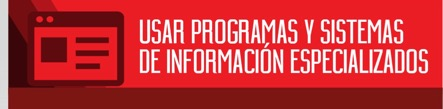 USAR PROGRAMAS Y SISTEMAS
DE INFORMACIÓN ESPECIALIZADOS